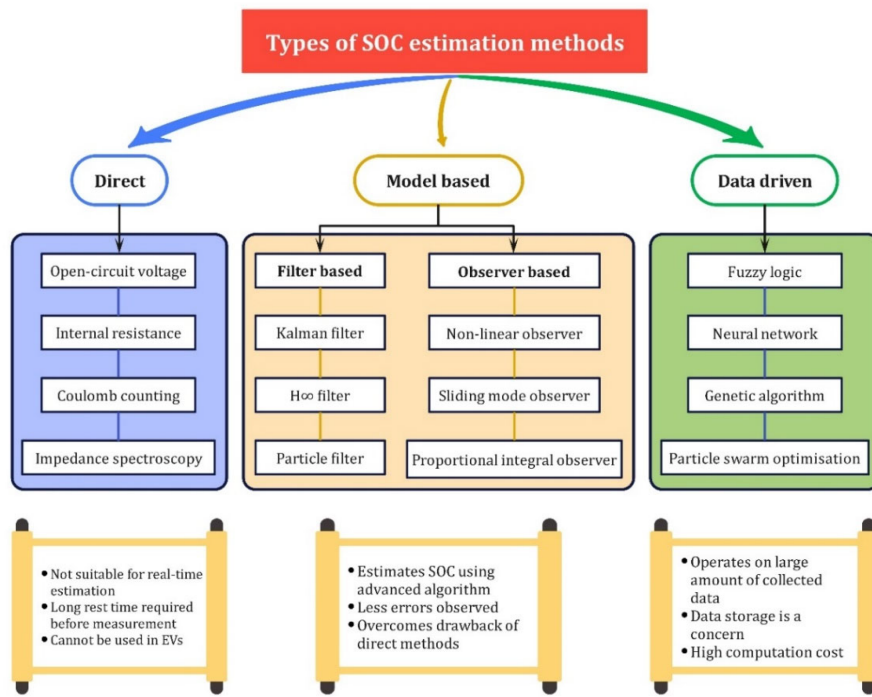 Types of SOC estimation methods
Direct
Model based
Data driven
Open-circuit voltage
Internal resistance
Coulomb counting
Impedance spectroscopy
Filter based
Kalman filter
H∞ filter
Particle filter
Observer based
Non-linear observer
Sliding mode observer
Proportional integral observer
Fuzzy logic
Neural network
Genetic algorithm
Particle swarm optimisation
• Not suitable for real-time
estimation
• Long rest time required
before measurement
• Cannot be used in EVs
• Estimates SOC using
advanced algorithm
• Less errors observed
• Overcomes drawback of
direct methods
• Operates on large
amount of collected
data
• Data storage is a
concern
• High computation cost